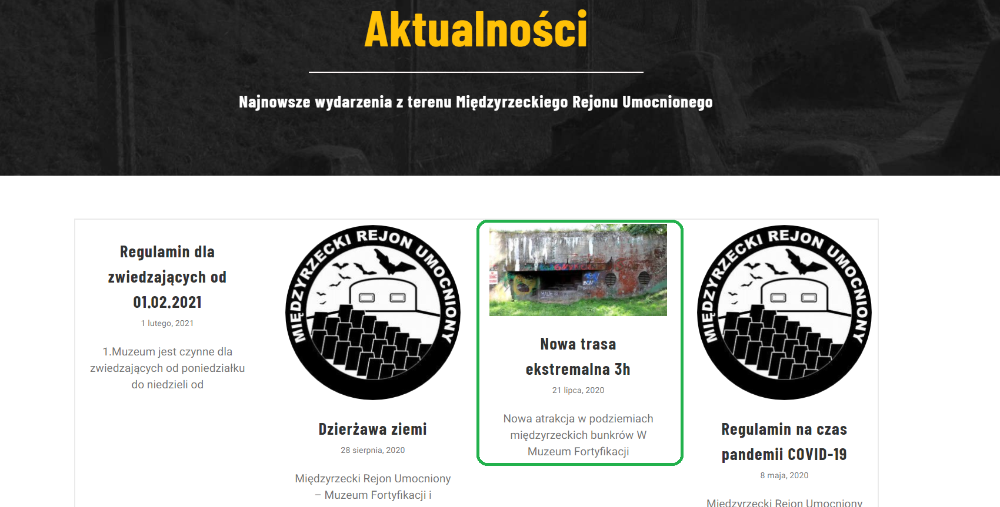 Aktualności
Najnowsze wydarzenia z terenu Międzyrzeckiego Rejonu Umocnionego
Regulamin dla
zwiedzających od
01.02.2021
1 lutego, 2021
1.Muzeum jest czynne dla
zwiedzających od poniedziałku
do niedzieli od
MIĘDZYRZECKI REJON UMOCNIONY
Dzierżawa ziemi
28 sierpnia, 2020
Międzyrzecki Rejon Umocniony
– Muzeum Fortyfikacji i
Nowa trasa
ekstremalna 3h
21 lipca, 2020
Nowa atrakcja w podziemiach
międzyrzeckich bunkrów W
Muzeum Fortyfikacji
MIĘDZYRZECKI REJON UMOCNIONY
Regulamin na czas
pandemii COVID-19
8 maja, 2020
Międzyrzecki Rejon Umocniony